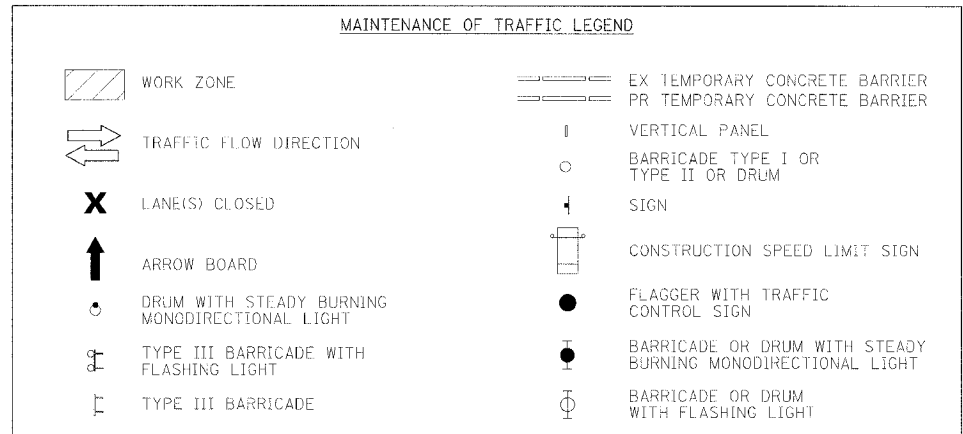 MAINTENANCE OF TRAFFIC LEGEND
WORK ZONE
TRAFFIC FLOW DIRECTION
X LANE(S) CLOSED
ARROW BOARD
DRUM WITH STEADY BURNING
MONODIRECTIONAL LIGHT
TYPE III BARRICADE WITH
FLASHING LIGHT
TYPE III BARRICADE
EX TEMPORARY CONCRETE BARRIER
PR TEMPORARY CONCRETE BARRIER
VERTICAL PANEL
BARRICADE TYPE I OR
TYPE II OR DRUM
SIGN
CONSTRUCTION SPEED LIMIT SIGN
FLAGGER WITH TRAFFIC
CONTROL SIGN
BARRICADE OR DRUM WITH STEADY
BURNING MONODIRECTIONAL LIGHT
BARRICADE OR DRUM
WITH FLASHING LIGHT